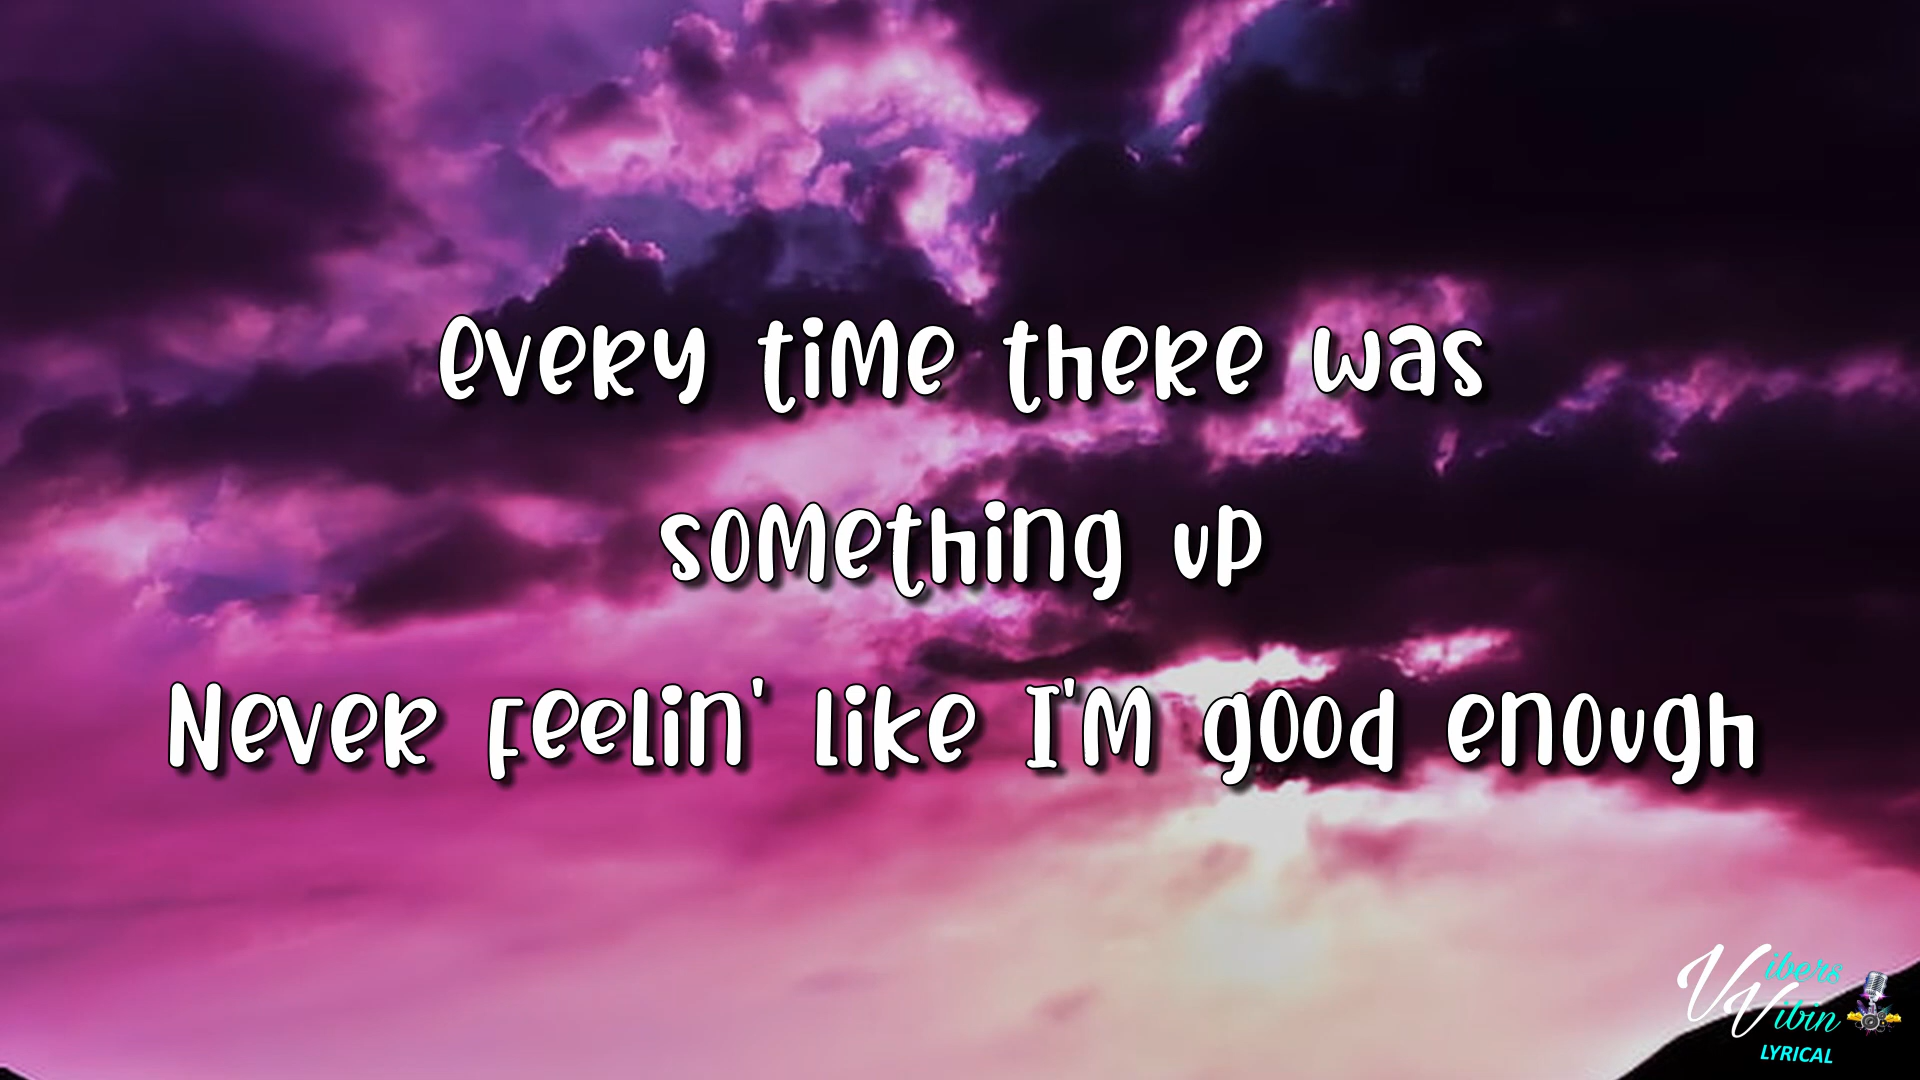 every time there was
something up
Never feelin' like I'm good enough
Vibers
Vibin
LYRICAL